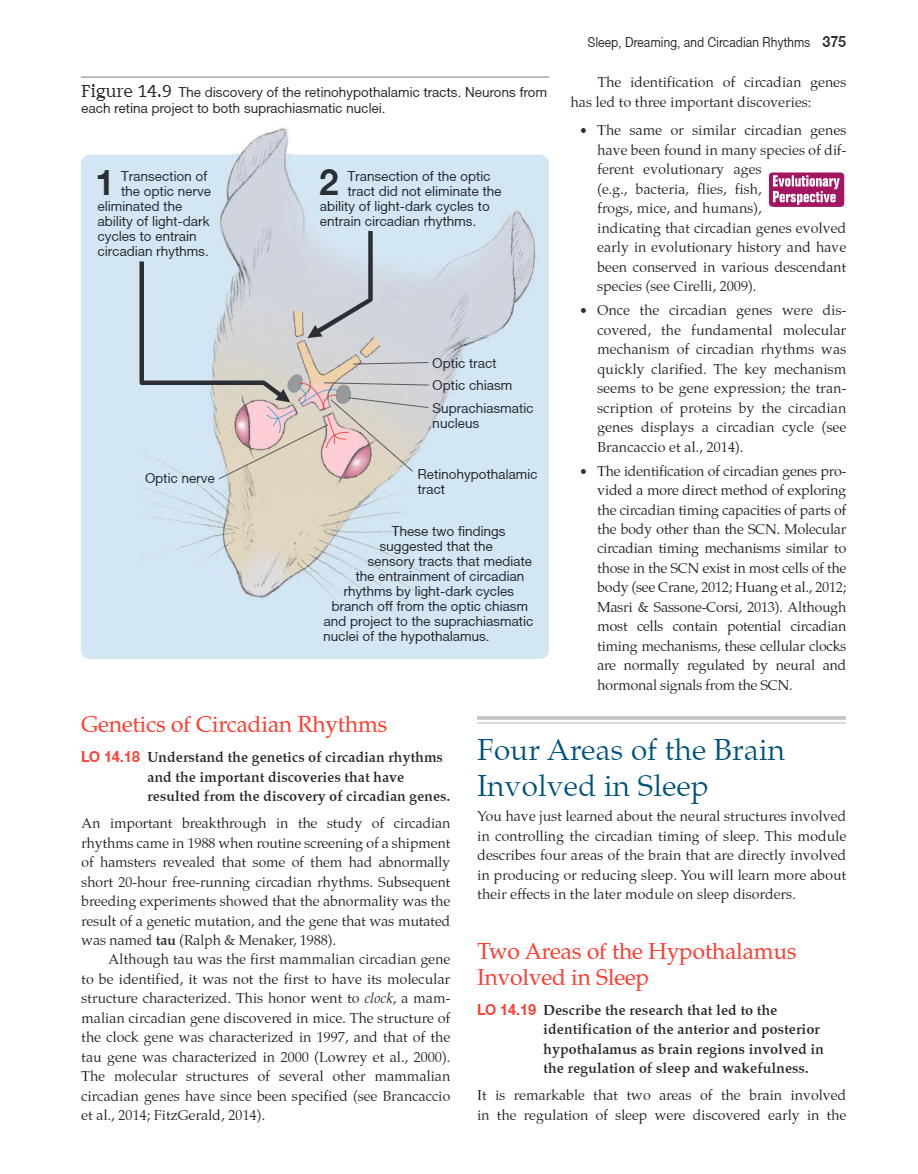 Sleep, Dreaming, and Circadian Rhythms 375
Figure 14.9 The discovery of the retinohypothalamic tracts. Neurons from
each retina project to both suprachiasmatic nuclei.
1 Transection of
the optic nerve
eliminated the
ability of light-dark
cycles to entrain
circadian rhythms.
2 Transection of the optic
tract did not eliminate the
ability of light-dark cycles to
entrain circadian rhythms.
Optic tract
Optic chiasm
Suprachiasmatic
nucleus
Optic nerve
Retinohypothalamic
tract
These two findings
suggested that the
sensory tracts that mediate
the entrainment of circadian
rhythms by light-dark cycles
branch off from the optic chiasm
and project to the suprachiasmatic
nuclei of the hypothalamus.
Genetics of Circadian Rhythms
LO 14.18 Understand the genetics of circadian rhythms
and the important discoveries that have
resulted from the discovery of circadian genes.
An important breakthrough in the study of circadian
rhythms came in 1988 when routine screening of a shipment
of hamsters revealed that some of them had abnormally
short 20-hour free-running circadian rhythms. Subsequent
breeding experiments showed that the abnormality was the
result of a genetic mutation, and the gene that was mutated
was named tau (Ralph & Menaker, 1988).
Although tau was the first mammalian circadian gene
to be identified, it was not the first to have its molecular
structure characterized. This honor went to clock, a mam-
malian circadian gene discovered in mice. The structure of
the clock gene was characterized in 1997, and that of the
tau gene was characterized in 2000 (Lowrey et al., 2000).
The molecular structures of several other mammalian
circadian genes have since been specified (see Brancaccio
et al., 2014; FitzGerald, 2014).
The identification of circadian genes
has led to three important discoveries:
• The same or similar circadian genes
have been found in many species of dif-
ferent evolutionary ages
(e.g., bacteria, flies, fish,
frogs, mice, and humans),
Evolutionary
Perspective
indicating that circadian genes evolved
early in evolutionary history and have
been conserved in various descendant
species (see Cirelli, 2009).
• Once the circadian genes were dis-
covered, the fundamental molecular
mechanism of circadian rhythms was
quickly clarified. The key mechanism
seems to be gene expression; the tran-
scription of proteins by the circadian
genes displays a circadian cycle (see
Brancaccio et al., 2014).
• The identification of circadian genes pro-
vided a more direct method of exploring
the circadian timing capacities of parts of
the body other than the SCN. Molecular
circadian timing mechanisms similar to
those in the SCN exist in most cells of the
body (see Crane, 2012; Huang et al., 2012;
Masri & Sassone-Corsi, 2013). Although
most cells contain potential circadian
timing mechanisms, these cellular clocks
are normally regulated by neural and
hormonal signals from the SCN.
Four Areas of the Brain
Involved in Sleep
You have just learned about the neural structures involved
in controlling the circadian timing of sleep. This module
describes four areas of the brain that are directly involved
in producing or reducing sleep. You will learn more about
their effects in the later module on sleep disorders.
Two Areas of the Hypothalamus
Involved in Sleep
LO 14.19 Describe the research that led to the
identification of the anterior and posterior
hypothalamus as brain regions involved in
the regulation of sleep and wakefulness.
It is remarkable that two areas of the brain involved
in the regulation of sleep were discovered early in the